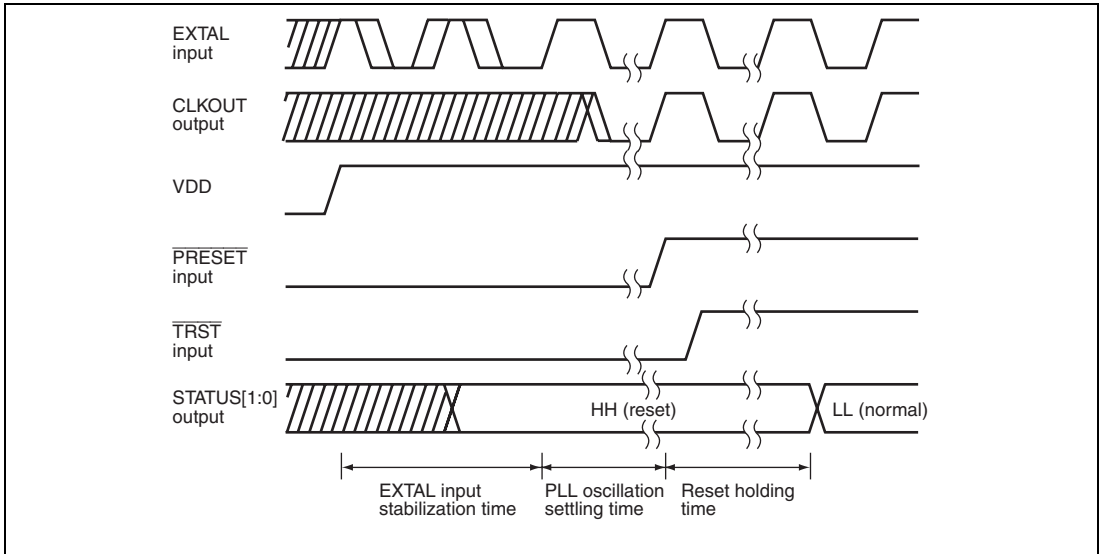 EXTAL
input
CLKOUT
output
VDD
PRESET
input
TRST
input
STATUS[1:0]
output
HH (reset)
LL (normal)
EXTAL input
stabilization time
PLL oscillation
settling time
Reset holding
time